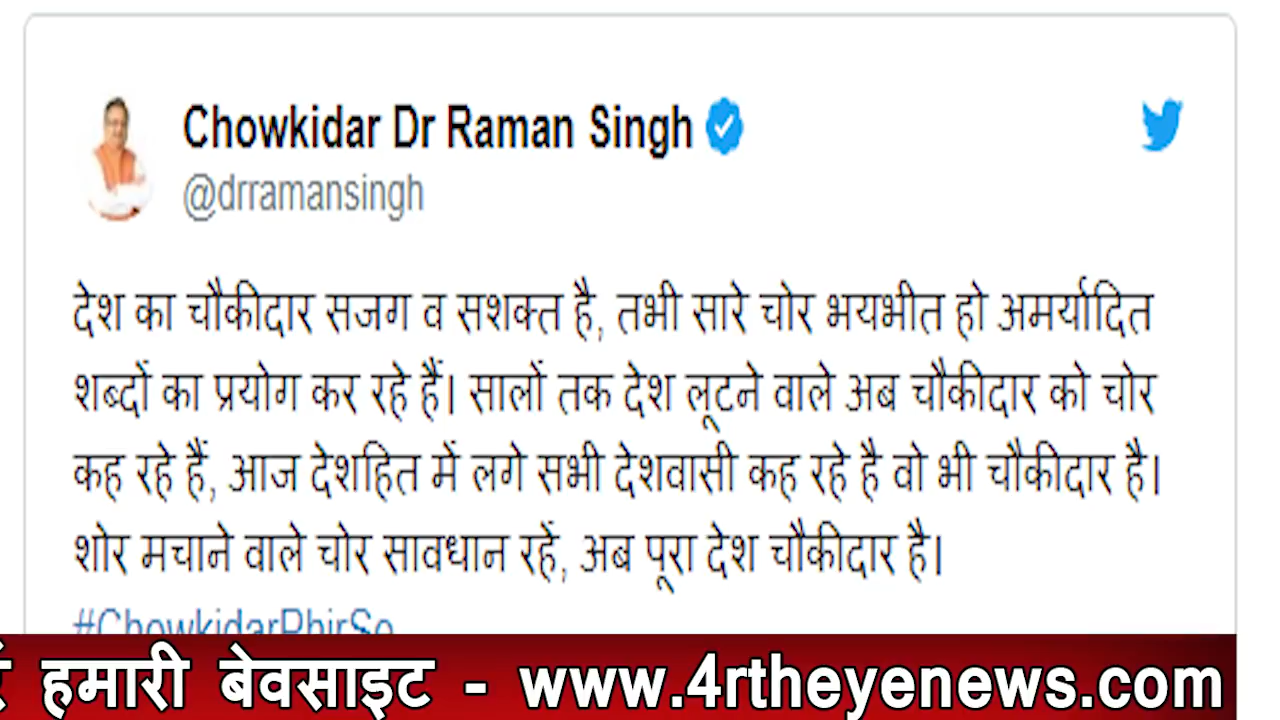 Chowkidar Dr Raman Singh
@drramansingh
देश का चौकीदार सजग व सशक्त है, तभी सारे चोर भयभीत हो अमर्यादित
शब्दों का प्रयोग कर रहे हैं। सालों तक देश लूटने वाले अब चौकीदार को चोर
कह रहे हैं, आज देशहित में लगे सभी देशवासी कह रहे है वो भी चौकीदार है।
शोर मचाने वाले चोर सावधान रहें, अब पूरा देश चौकीदार है।
#ChowkidarPhirSe
हमारी बेवसाइट - www.4rtheyenews.com